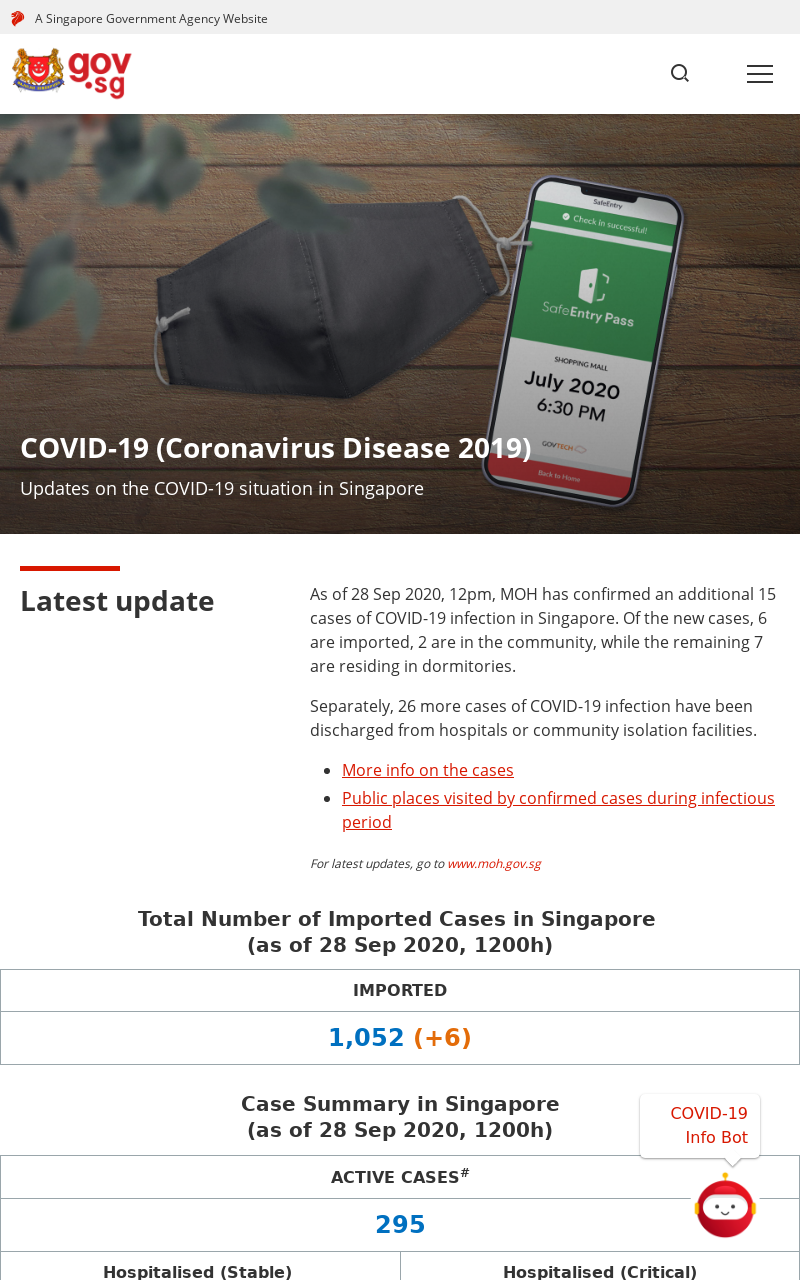 A Singapore Government Agency Website
gov
.sg
SafeEntry
Check in successful!
SafeEntry Pass
SHOPPING MALL
July 2020
6:30 PM
GOVTECH
Back to Home
COVID-19 (Coronavirus Disease 2019)
Updates on the COVID-19 situation in Singapore
Latest update
As of 28 Sep 2020, 12pm, MOH has confirmed an additional 15
cases of COVID-19 infection in Singapore. Of the new cases, 6
are imported, 2 are in the community, while the remaining 7
are residing in dormitories.
Separately, 26 more cases of COVID-19 infection have been
discharged from hospitals or community isolation facilities.
More info on the cases
Public places visited by confirmed cases during infectious
period
For latest updates, go to www.moh.gov.sg
Total Number of Imported Cases in Singapore
(as of 28 Sep 2020, 1200h)
IMPORTED
1,052 (+6)
Case Summary in Singapore
(as of 28 Sep 2020, 1200h)
COVID-19
Info Bot
ACTIVE CASES#
295
Hospitalised (Stable)
Hospitalised (Critical)